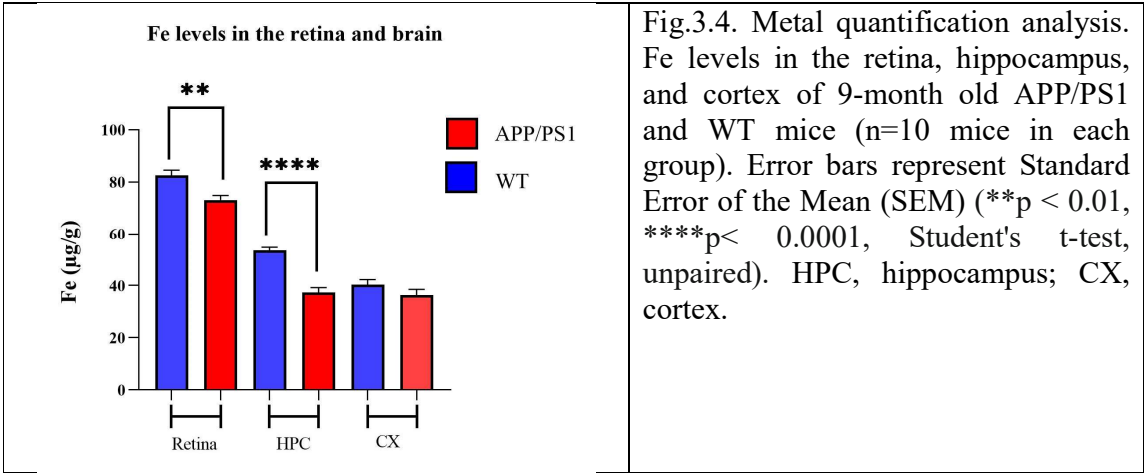 Fe levels in the retina and brain
**
****
100
80
60
40
20
0
Fe (µg/g)
Retina
HPC
CX
APP/PS1
WT
Fig.3.4. Metal quantification analysis.
Fe levels in the retina, hippocampus,
and cortex of 9-month old APP/PS1
and WT mice (n=10 mice in each
group). Error bars represent Standard
Error of the Mean (SEM) (**p < 0.01,
****p< 0.0001, Student's t-test,
unpaired). HPC, hippocampus; CX,
cortex.